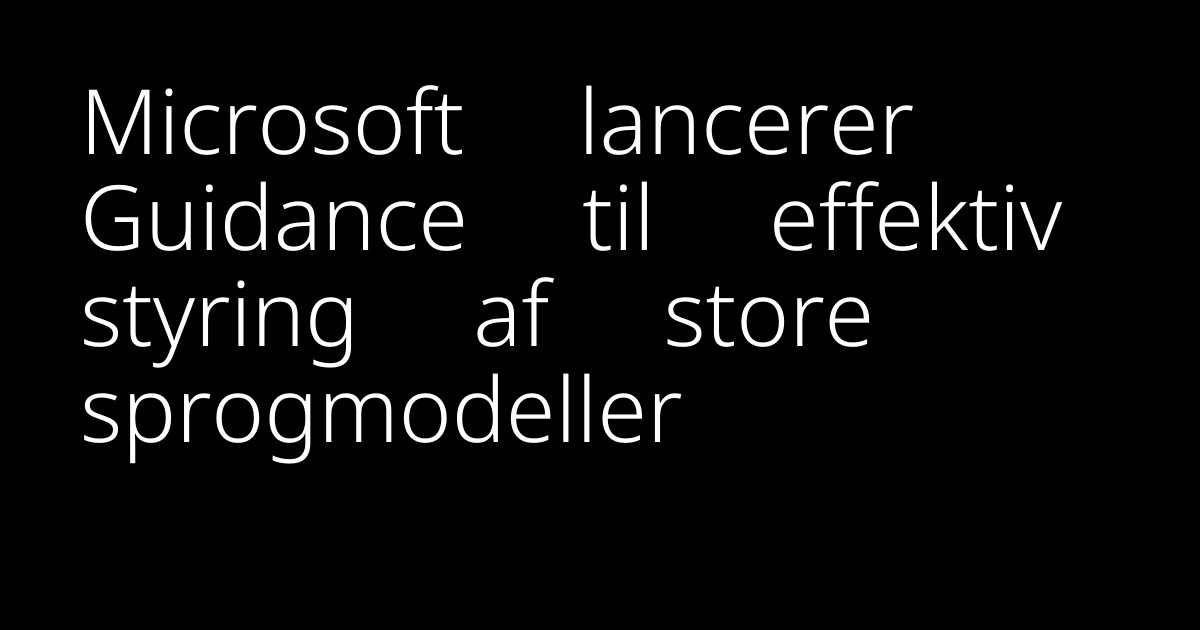 Microsoft lancerer
Guidance til effektiv
styring af store
sprogmodeller